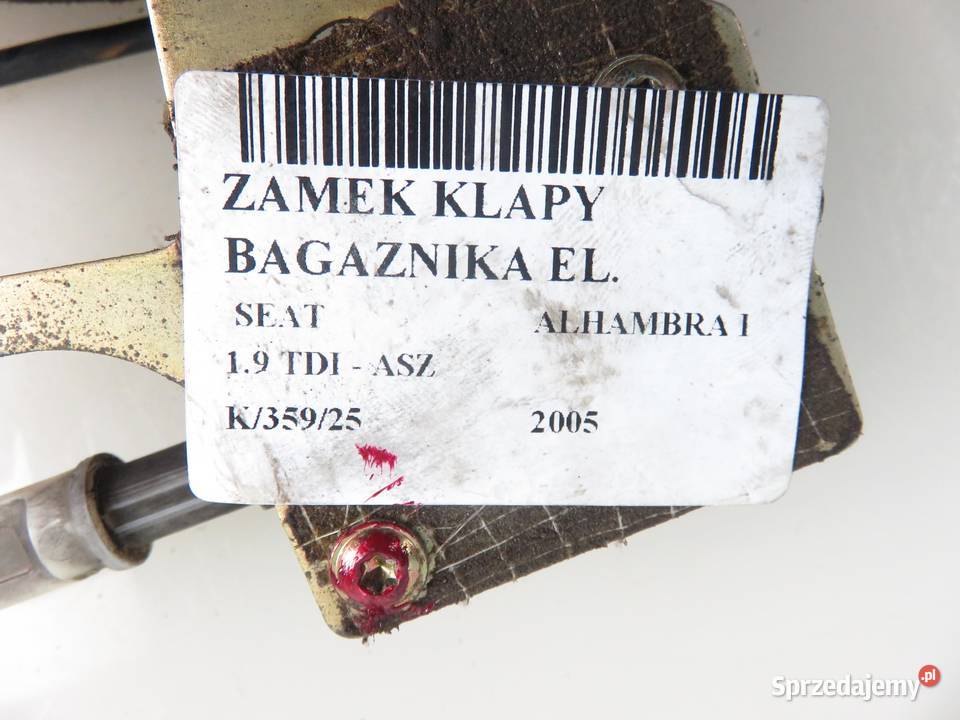 ZAMEK KLAPY
BAGAZNIKA EL.
SEAT ALHAMBRA I
1.9 TDI - ASZ
K/359/25 2005
Sprzedajemy.pl